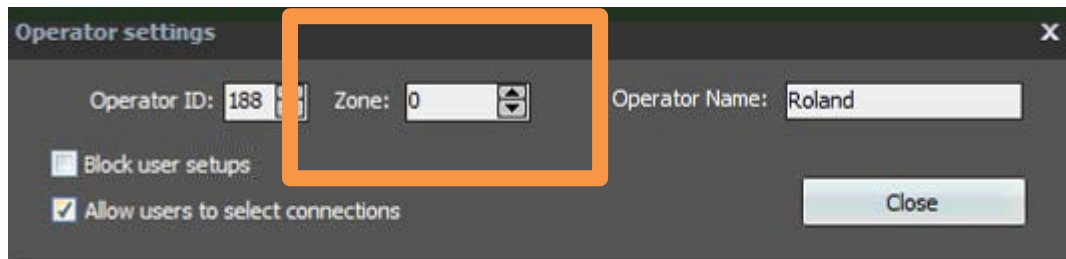 Operator settings x
Operator ID: 188 Zone: 0 Operator Name: Roland
Block user setups
Allow users to select connections
Close